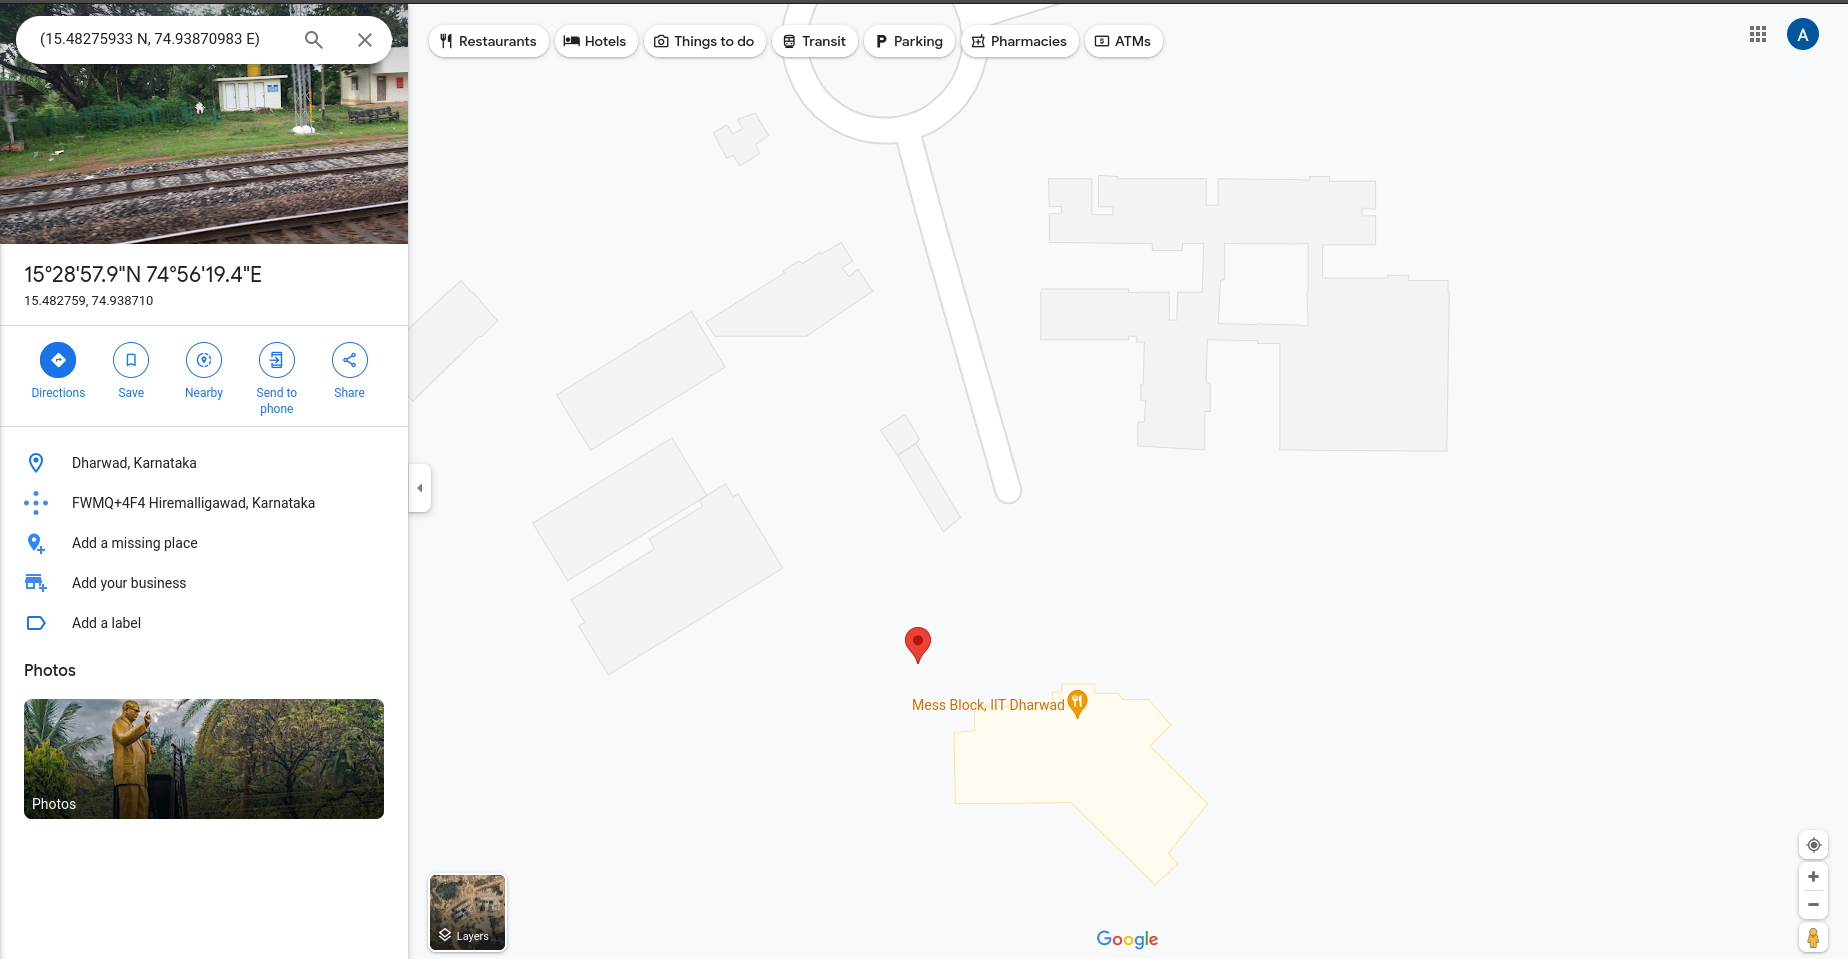 (15.48275933 N, 74.93870983 E)
Restaurants
Hotels
Things to do
Transit
Parking
Pharmacies
ATMs
A
15°28'57.9"N 74°56'19.4"E
15.482759, 74.938710
Directions
Save
Nearby
Send to
phone
Share
Dharwad, Karnataka
FWMQ+4F4 Hiremalligawad, Karnataka
Add a missing place
Add your business
Add a label
Photos
Photos
Mess Block, IIT Dharwad
Layers
Google